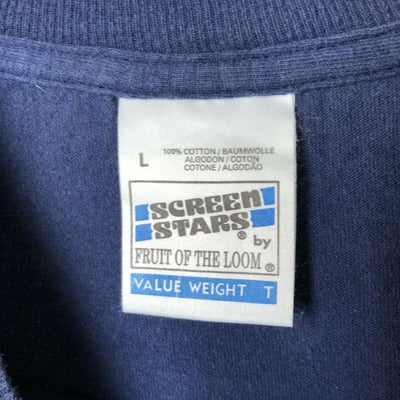 L
100% COTTON / BAUMWOLLE
ALGODON / COTON
COTONE / ALGODÃO
SCREEN
STARS®
by
FRUIT OF THE LOOM®
VALUE WEIGHT T